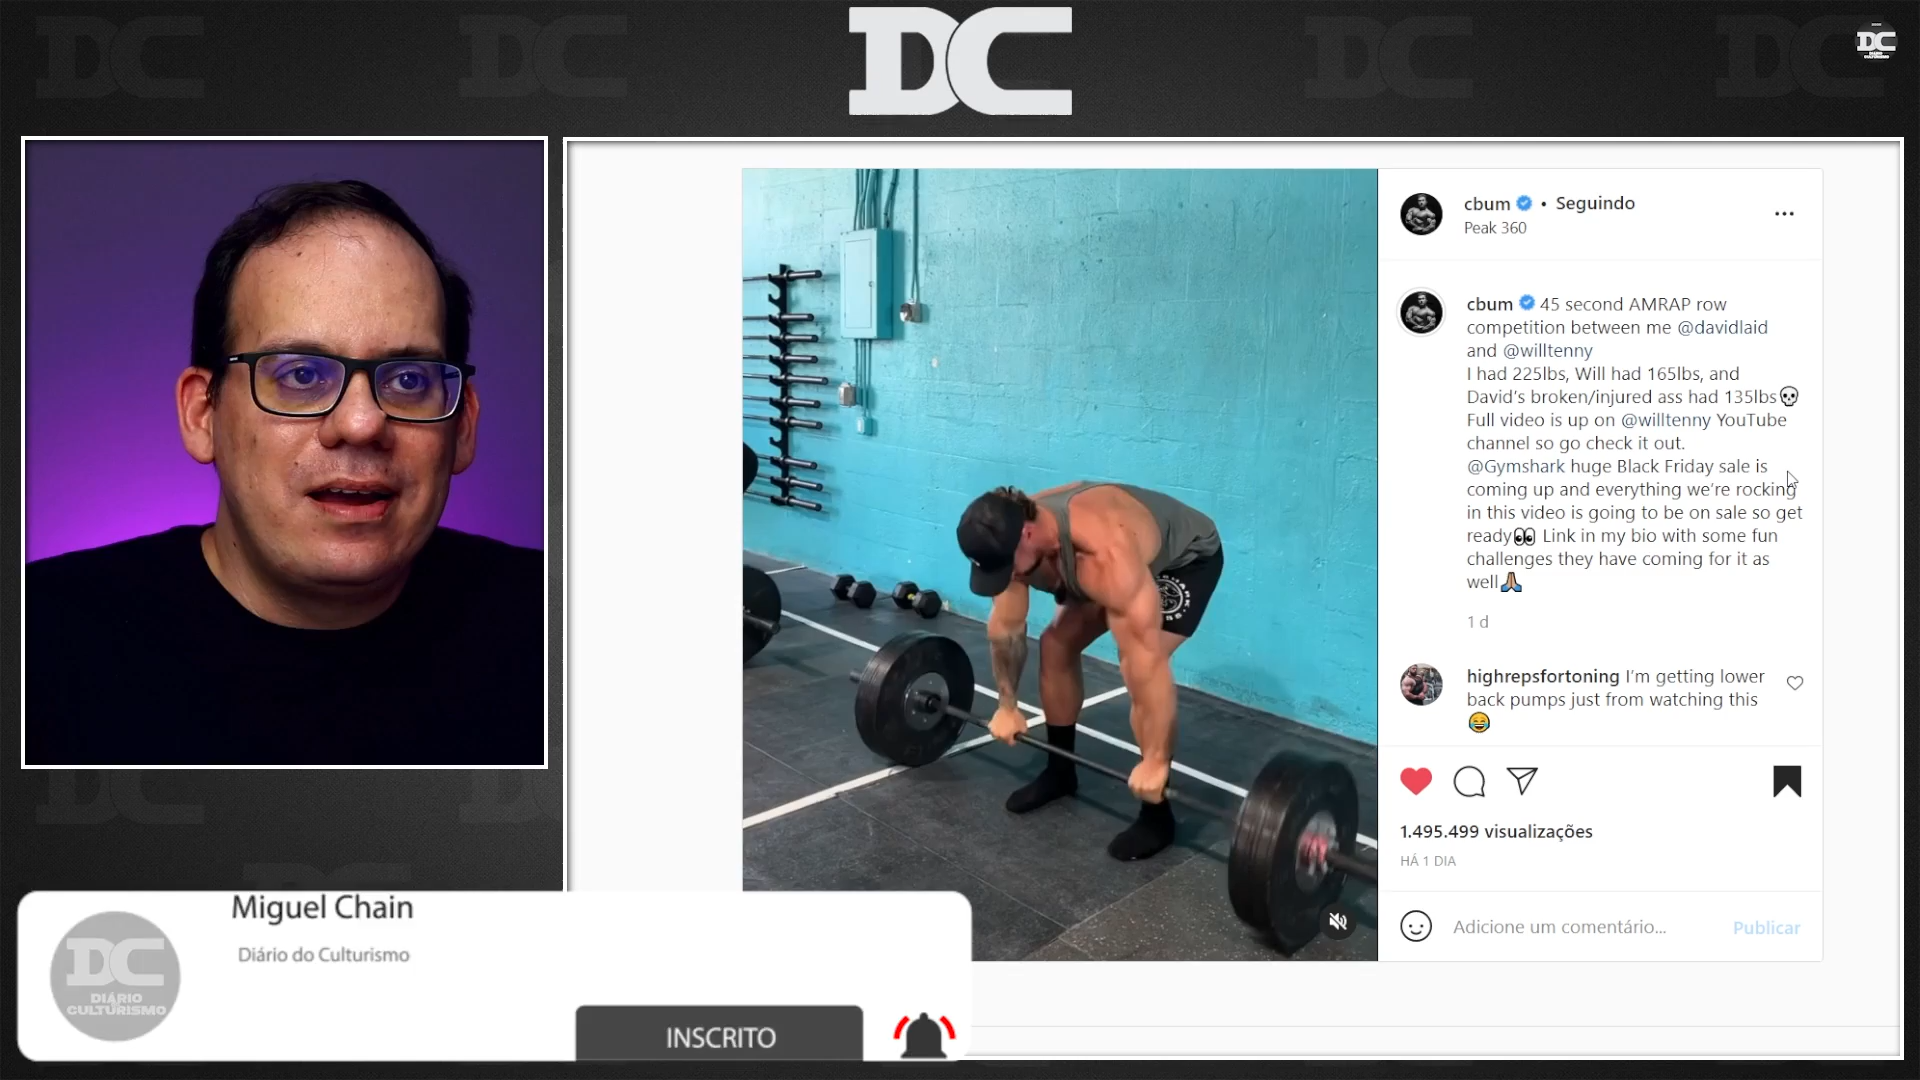 DC
DC
cbum • Seguindo
Peak 360
cbum 45 second AMRAP row
competition between me @davidlaid
and @willtenny
I had 225lbs, Will had 165lbs, and
David's broken/injured ass had 135lbs💀
Full video is up on @willtenny YouTube
channel so go check it out.
@Gymshark huge Black Friday sale is
coming up and everything we're rocking
in this video is going to be on sale so get
ready👀 Link in my bio with some fun
challenges they have coming for it as
well🙏🏽
1 d
highrepsfortoning I'm getting lower
back pumps just from watching this
😂
1.495.499 visualizações
HÁ 1 DIA
Adicione um comentário... Publicar
Miguel Chain
Diário do Culturismo
DC
DIÁRIO
CULTURISMO
INSCRITO